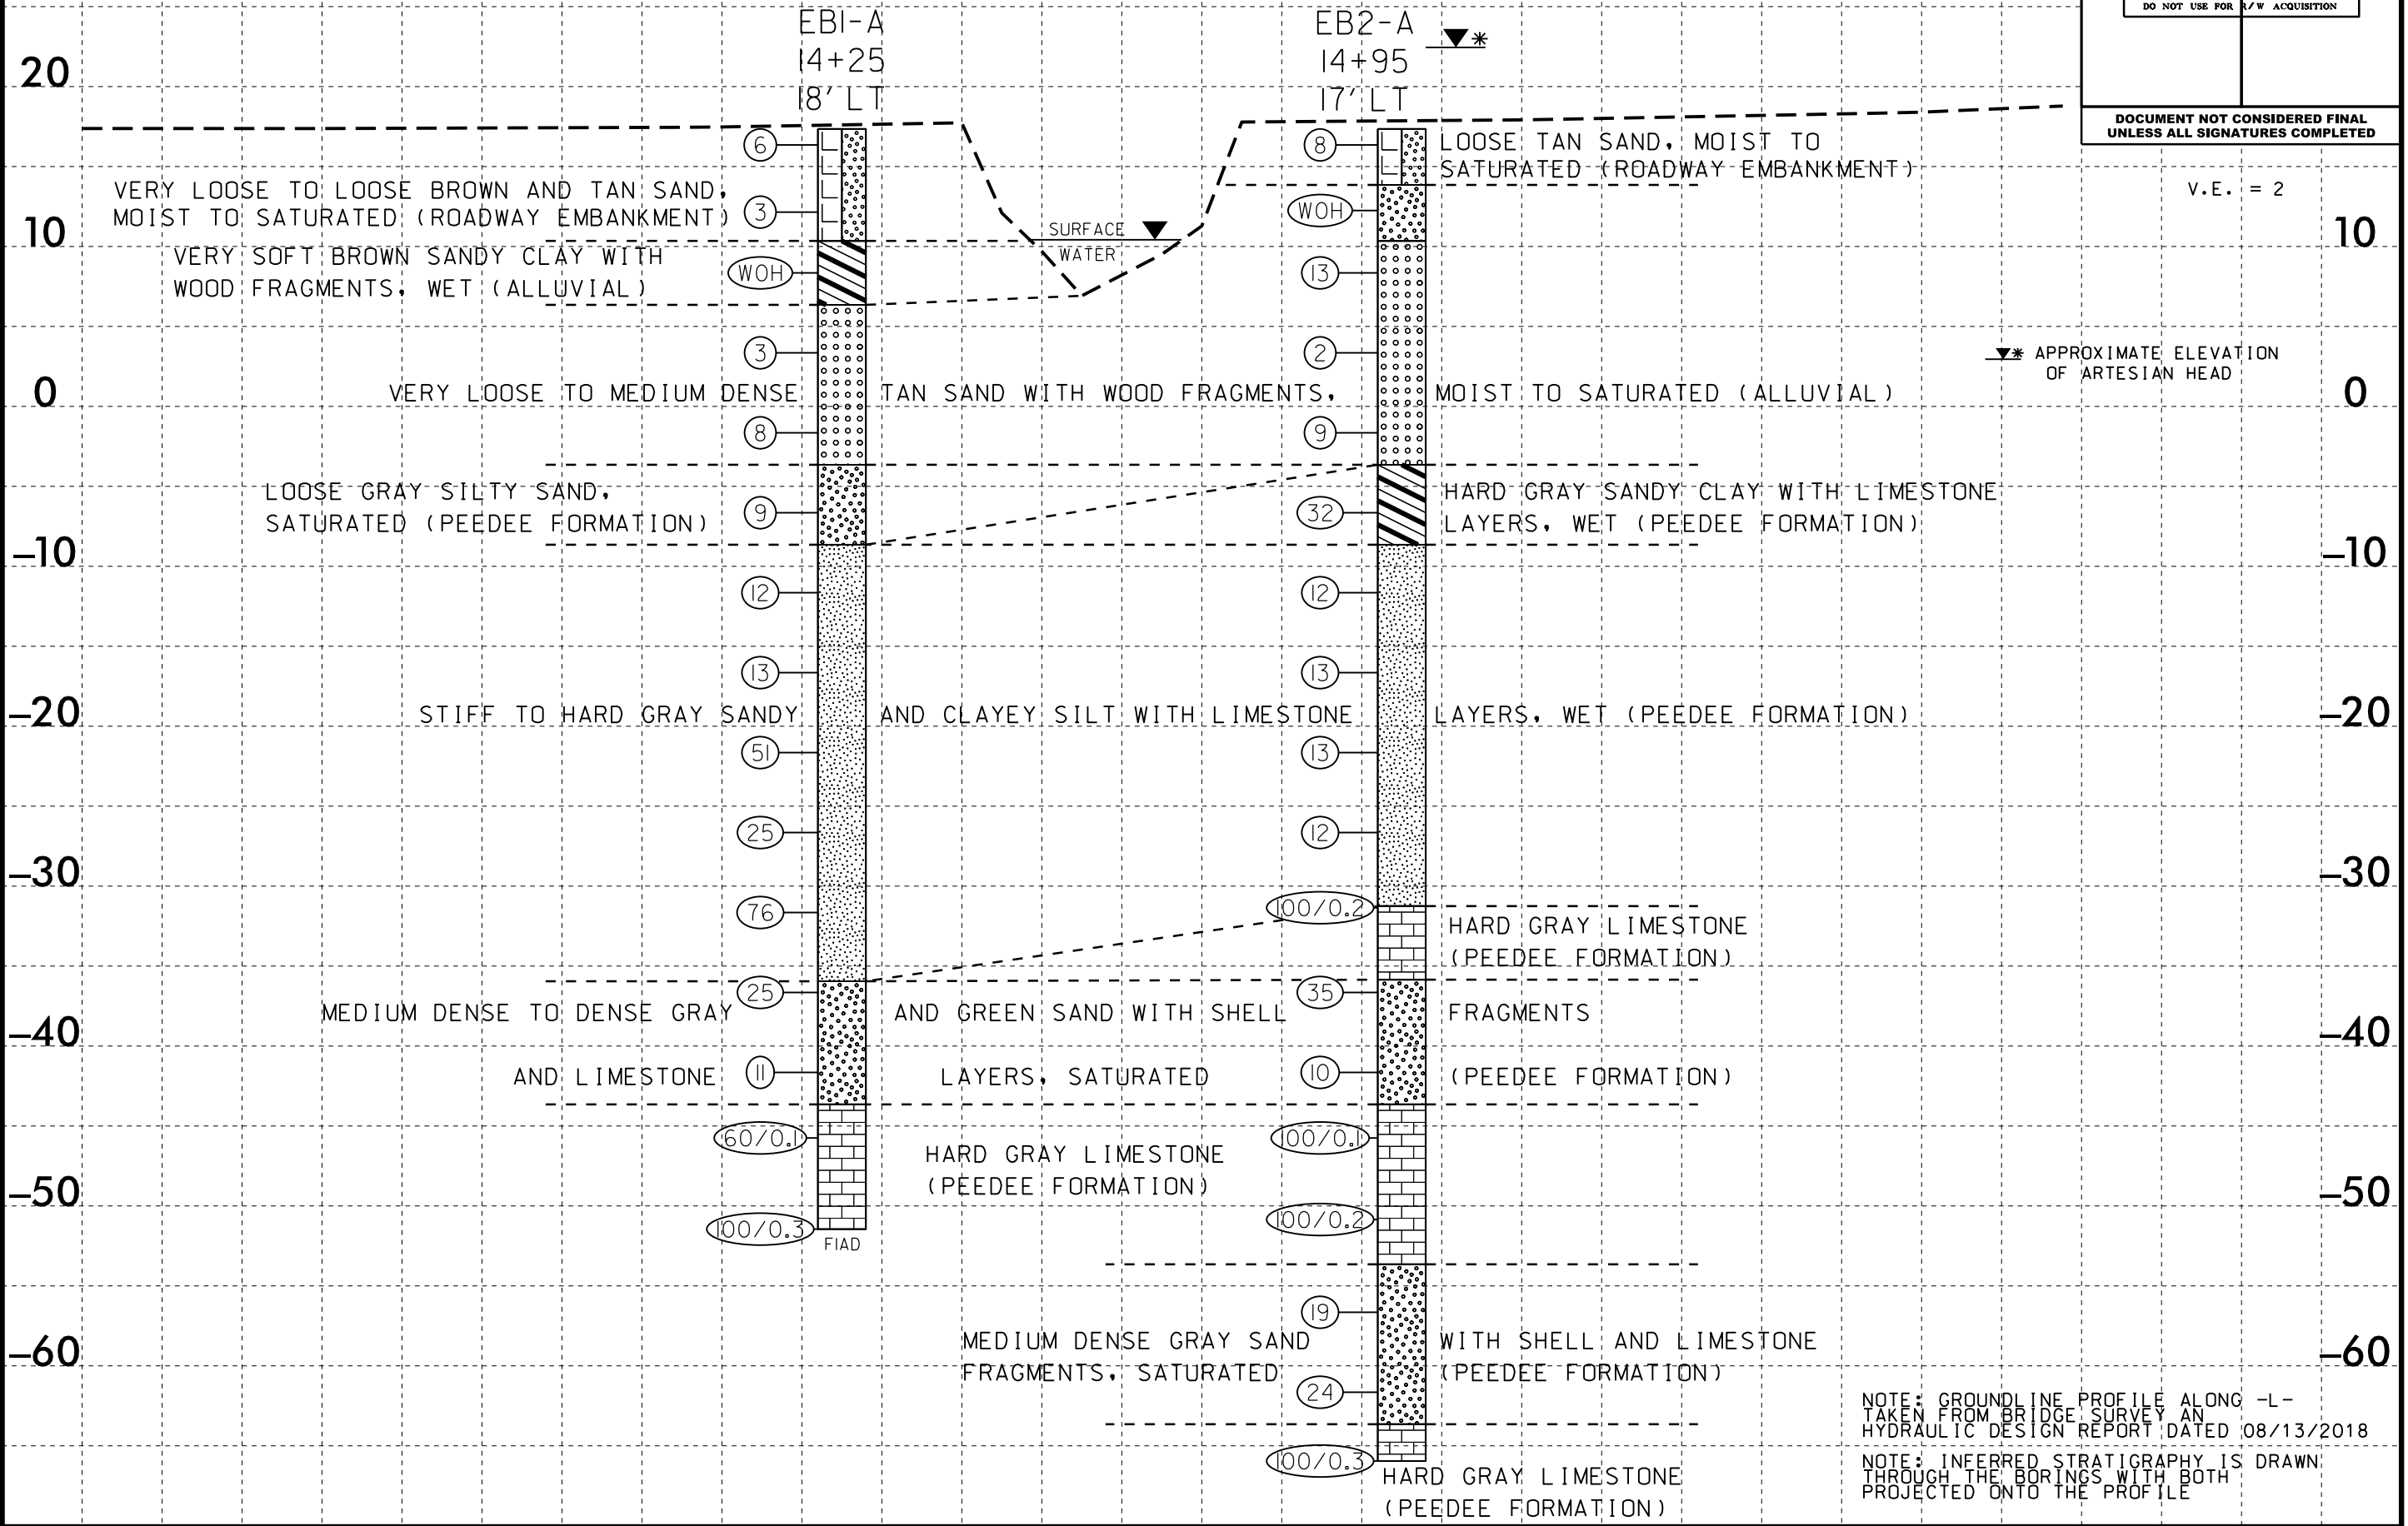 DO NOT USE FOR R/W ACQUISITION
DOCUMENT NOT CONSIDERED FINAL
UNLESS ALL SIGNATURES COMPLETED
V.E. = 2
EB1-A
14+25
18' LT
EB2-A
14+95
17' LT
*
20
6
8
LOOSE TAN SAND, MOIST TO
SATURATED (ROADWAY EMBANKMENT)
VERY LOOSE TO LOOSE BROWN AND TAN SAND,
MOIST TO SATURATED (ROADWAY EMBANKMENT)
3
WOH
10
SURFACE
WATER
10
VERY SOFT BROWN SANDY CLAY WITH
WOOD FRAGMENTS, WET (ALLUVIAL)
WOH
13
3
2
* APPROXIMATE ELEVATION
OF ARTESIAN HEAD
0
VERY LOOSE TO MEDIUM DENSE TAN SAND WITH WOOD FRAGMENTS, MOIST TO SATURATED (ALLUVIAL)
0
8
9
LOOSE GRAY SILTY SAND,
SATURATED (PEEDEE FORMATION)
9
32
HARD GRAY SANDY CLAY WITH LIMESTONE
LAYERS, WET (PEEDEE FORMATION)
-10
-10
12
12
13
13
-20
STIFF TO HARD GRAY SANDY AND CLAYEY SILT WITH LIMESTONE LAYERS, WET (PEEDEE FORMATION)
-20
51
13
25
12
-30
-30
76
100/0.2
HARD GRAY LIMESTONE
(PEEDEE FORMATION)
25
35
MEDIUM DENSE TO DENSE GRAY AND GREEN SAND WITH SHELL FRAGMENTS
-40
-40
AND LIMESTONE
11
LAYERS, SATURATED
10
(PEEDEE FORMATION)
60/0.1
100/0.1
HARD GRAY LIMESTONE
(PEEDEE FORMATION)
-50
-50
100/0.3
FIAD
100/0.2
19
MEDIUM DENSE GRAY SAND WITH SHELL AND LIMESTONE
FRAGMENTS, SATURATED (PEEDEE FORMATION)
-60
-60
24
100/0.3
HARD GRAY LIMESTONE
(PEEDEE FORMATION)
NOTE: GROUNDLINE PROFILE ALONG -L-
TAKEN FROM BRIDGE SURVEY AN
HYDRAULIC DESIGN REPORT DATED 08/13/2018
NOTE: INFERRED STRATIGRAPHY IS DRAWN
THROUGH THE BORINGS WITH BOTH
PROJECTED ONTO THE PROFILE